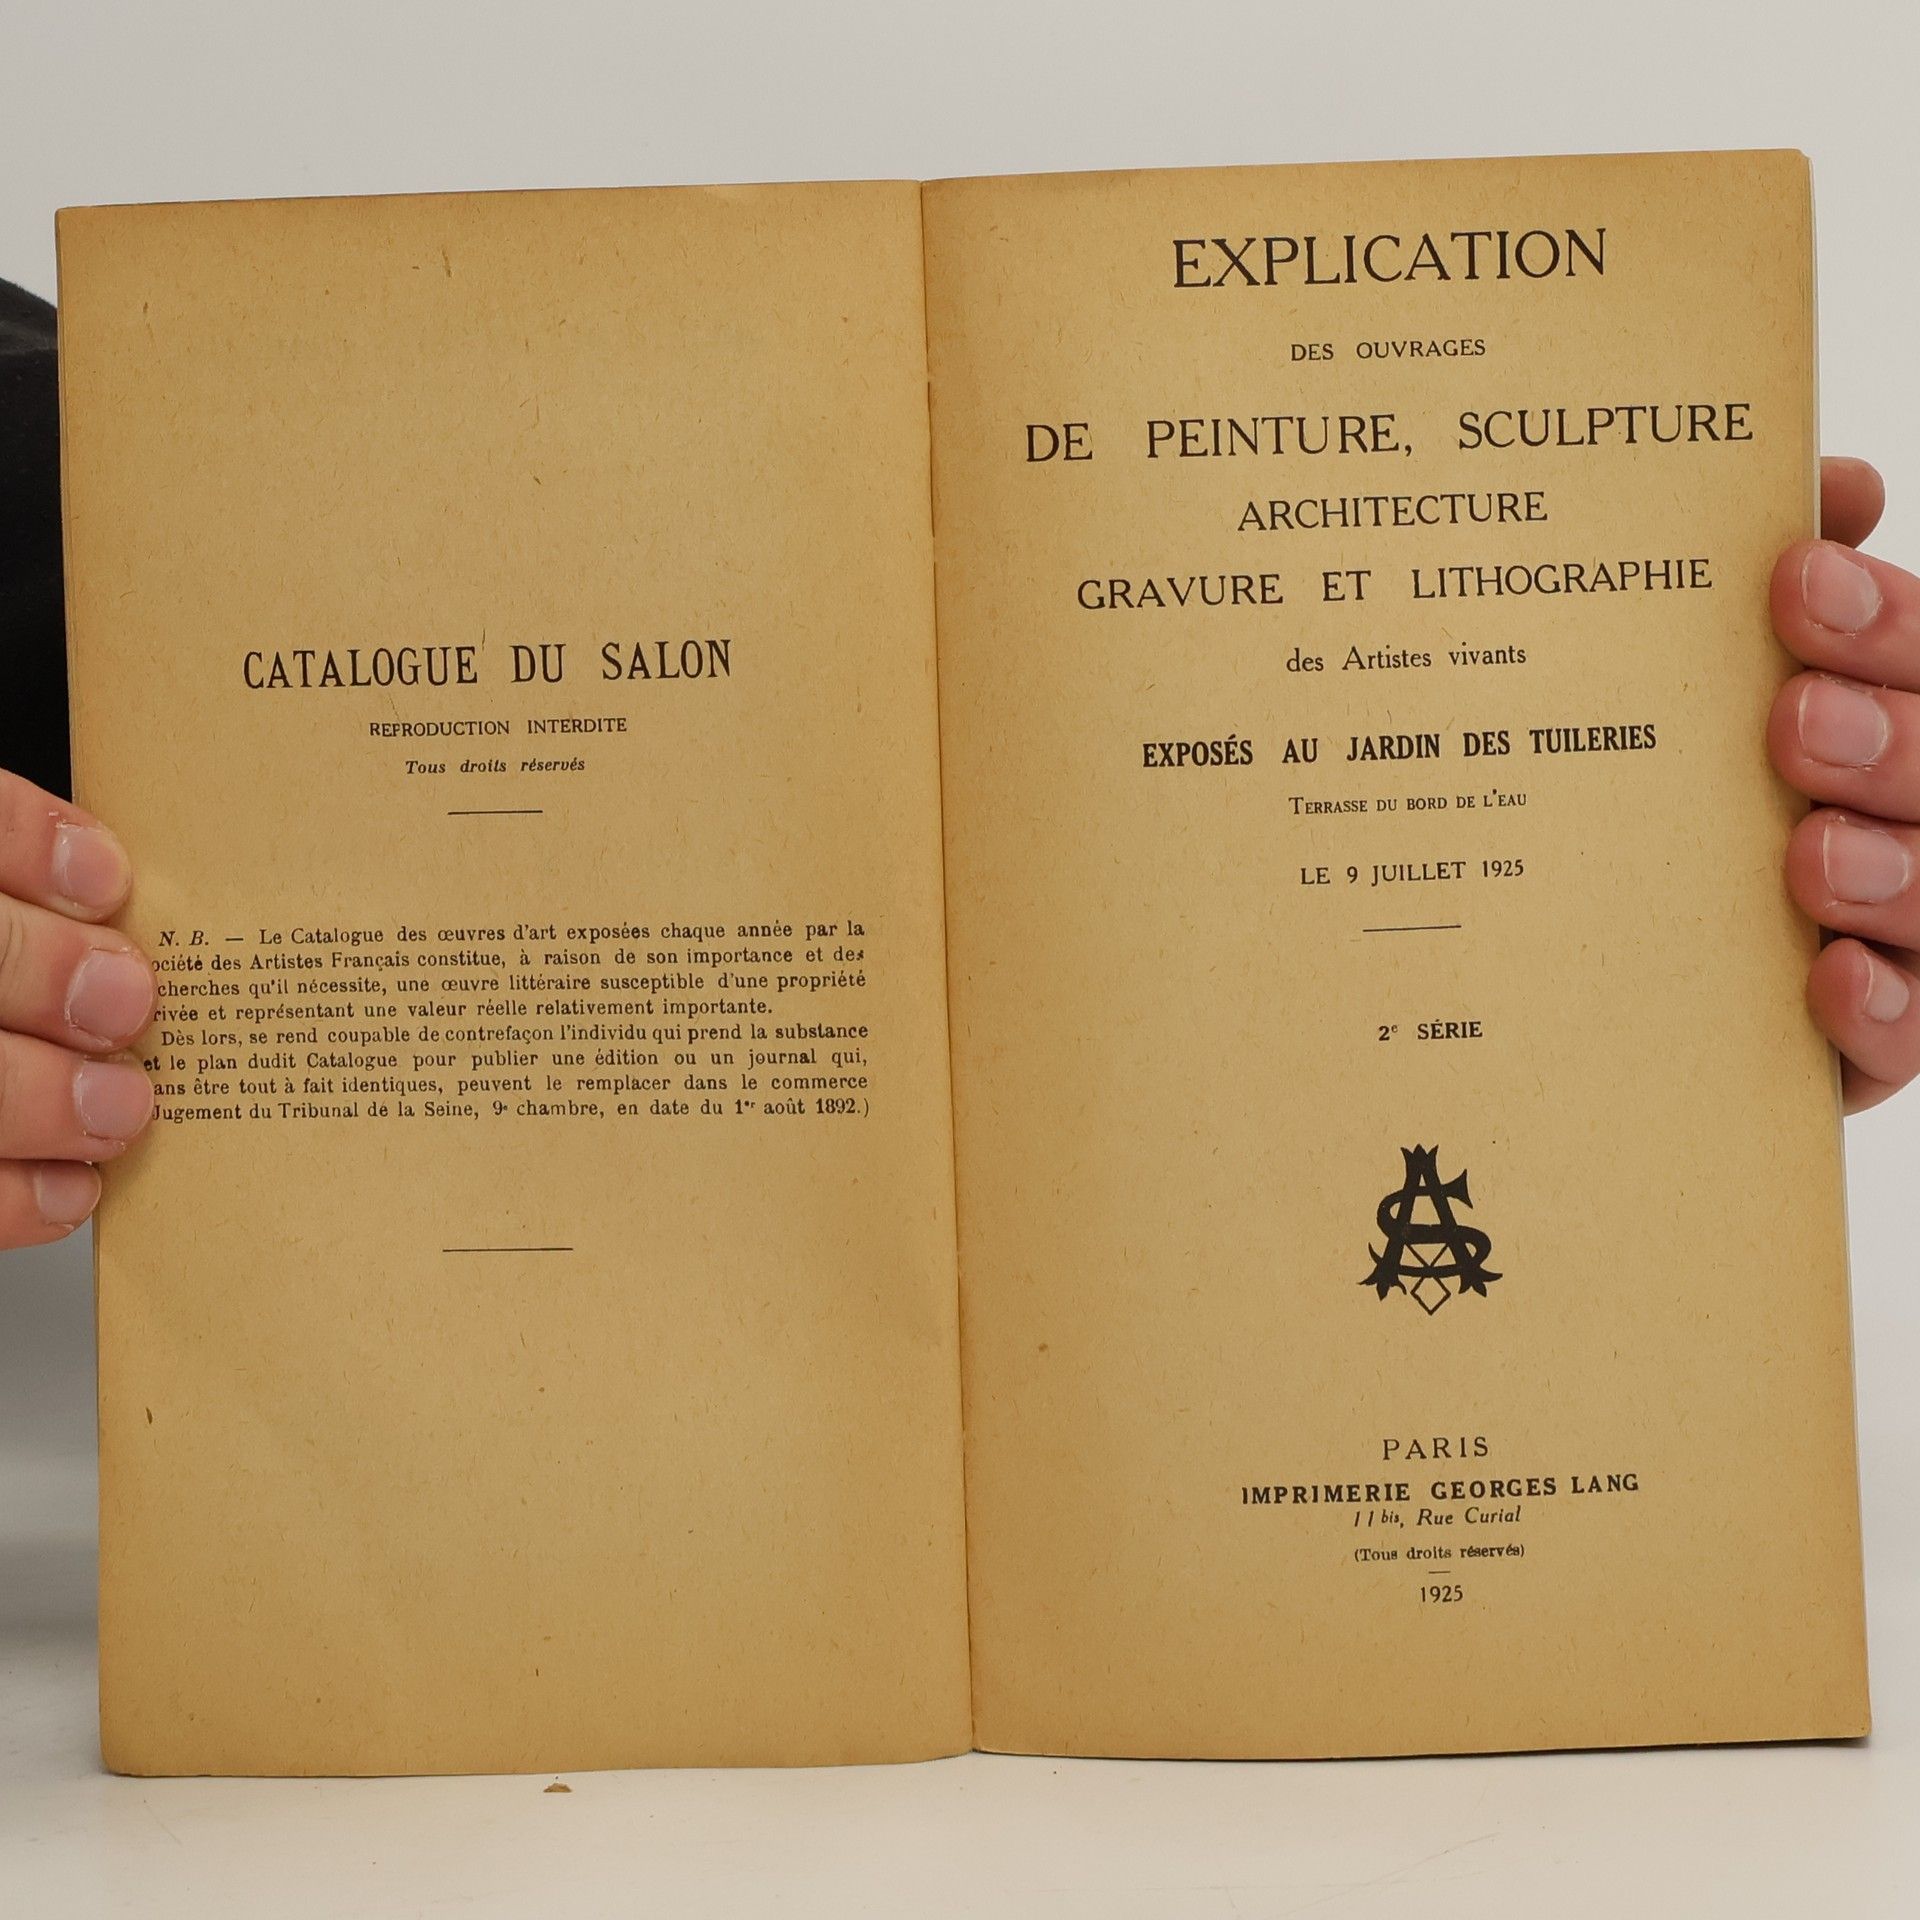 CATALOGUE DU SALON
REPRODUCTION INTERDITE
Tous droits réservés
N. B. — Le Catalogue des œuvres d'art exposées chaque année par la
ociété des Artistes Français constitue, à raison de son importance et des
cherches qu'il nécessite, une œuvre littéraire susceptible d'une propriété
rivée et représentant une valeur réelle relativement importante.
Dès lors, se rend coupable de contrefaçon l'individu qui prend la substance
et le plan dudit Catalogue pour publier une édition ou un journal qui,
ans être tout à fait identiques, peuvent le remplacer dans le commerce
Jugement du Tribunal de la Seine, 9e chambre, en date du 1er août 1892.)
EXPLICATION
DES OUVRAGES
DE PEINTURE, SCULPTURE
ARCHITECTURE
GRAVURE ET LITHOGRAPHIE
des Artistes vivants
EXPOSÉS AU JARDIN DES TUILERIES
TERRASSE DU BORD DE L'EAU
LE 9 JUILLET 1925
2e SÉRIE
AS
PARIS
IMPRIMERIE GEORGES LANG
11 bis, Rue Curial
(Tous droits réservés)
1925